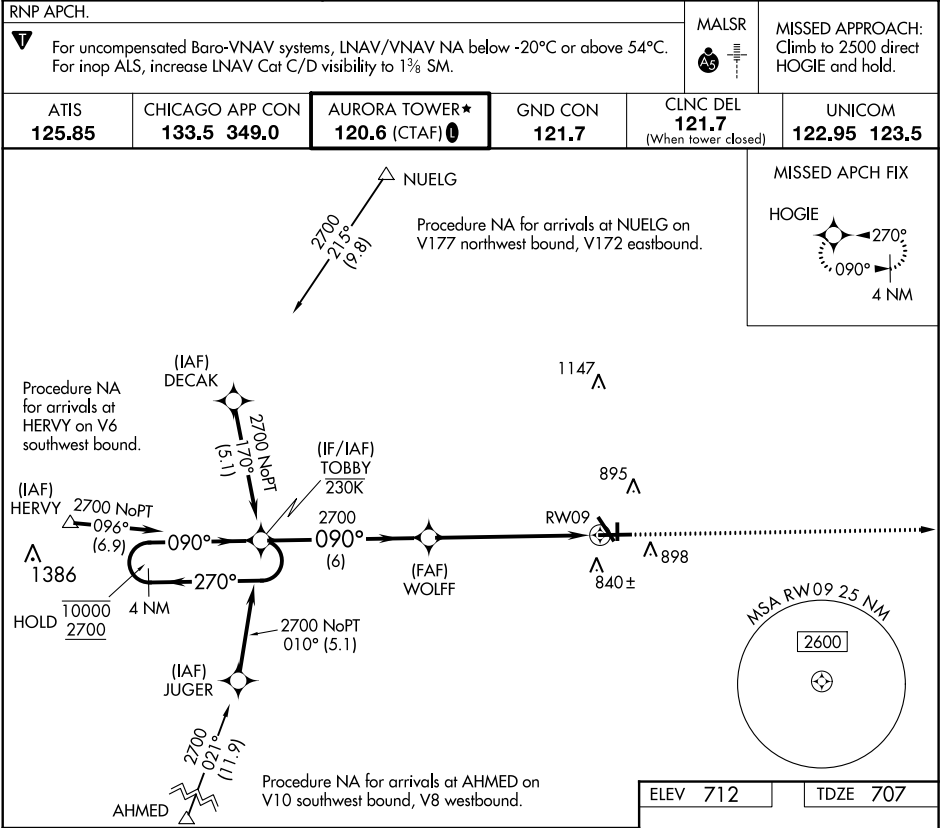 RNP APCH.
T
For uncompensated Baro-VNAV systems, LNAV/VNAV NA below -20°C or above 54°C.
For inop ALS, increase LNAV Cat C/D visibility to 1⅜ SM.
MALSR
A5
MISSED APPROACH:
Climb to 2500 direct
HOGIE and hold.
ATIS
125.85
CHICAGO APP CON
133.5 349.0
AURORA TOWER★
120.6 (CTAF) L
GND CON
121.7
CLNC DEL
121.7
(When tower closed)
UNICOM
122.95 123.5
NUELG
2700
215°
(9.8)
Procedure NA for arrivals at NUELG on
V177 northwest bound, V172 eastbound.
MISSED APCH FIX
HOGIE
270°
090°
4 NM
1147
(IAF)
DECAK
Procedure NA
for arrivals at
HERVY on V6
southwest bound.
2700 NoPT
170°
(5.1)
(IF/IAF)
TOBBY
230K
895
(IAF)
HERVY
2700 NoPT
096°
(6.9)
090°
2700
090°
(6)
RW09
1386
270°
(FAF)
WOLFF
898
840±
HOLD
10000
2700
4 NM
2700 NoPT
010° (5.1)
(IAF)
JUGER
MSA RW09 25 NM
2600
2700
021°
(11.9)
AHMED
Procedure NA for arrivals at AHMED on
V10 southwest bound, V8 westbound.
ELEV 712
TDZE 707